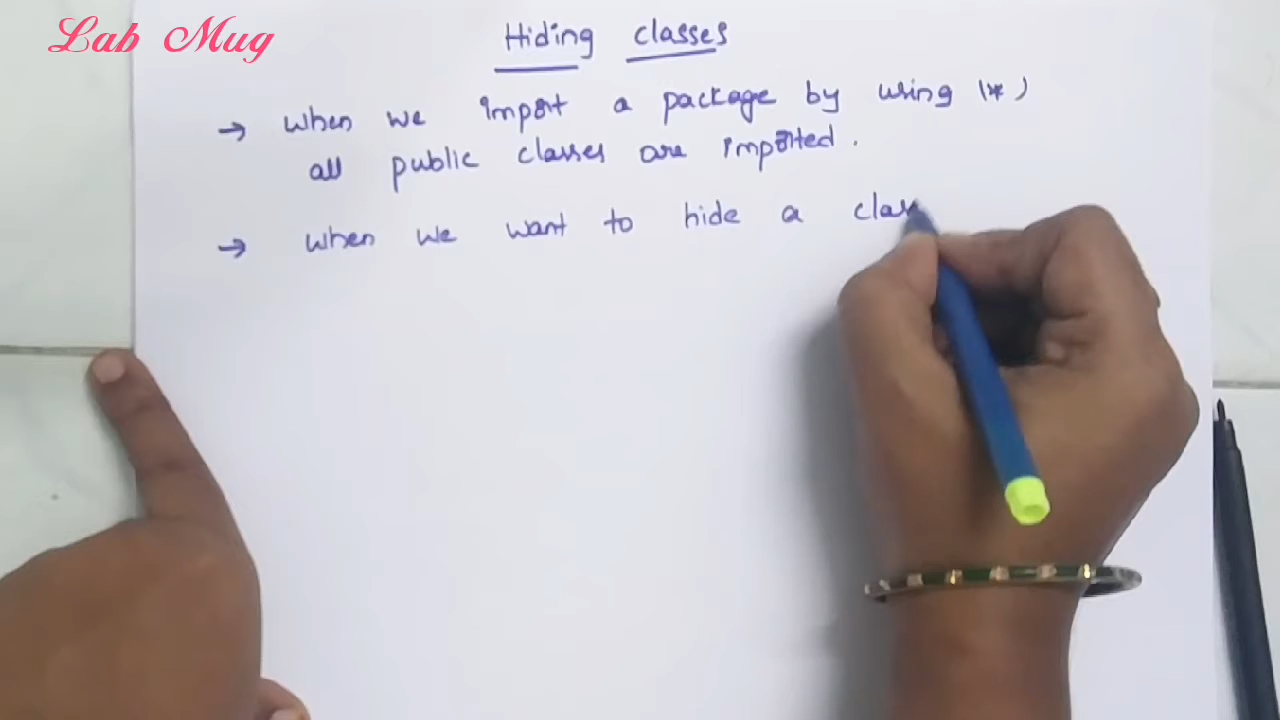 Lab Mug
Hiding classes
→ when we import a package by using (*)
all public classes are imported.
→ when we want to hide a clas